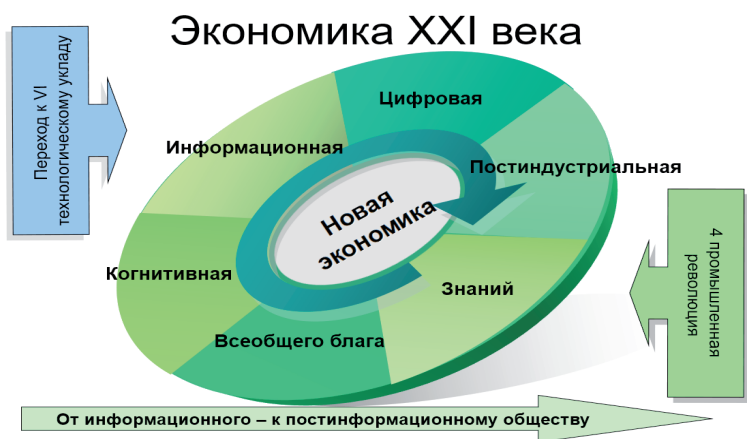 Экономика XXI века
Переход к VI
технологическому укладу
Цифровая
Информационная
Постиндустриальная
Новая
экономика
Когнитивная
Знаний
Всеобщего блага
4 промышленная
революция
От информационного – к постинформационному обществу